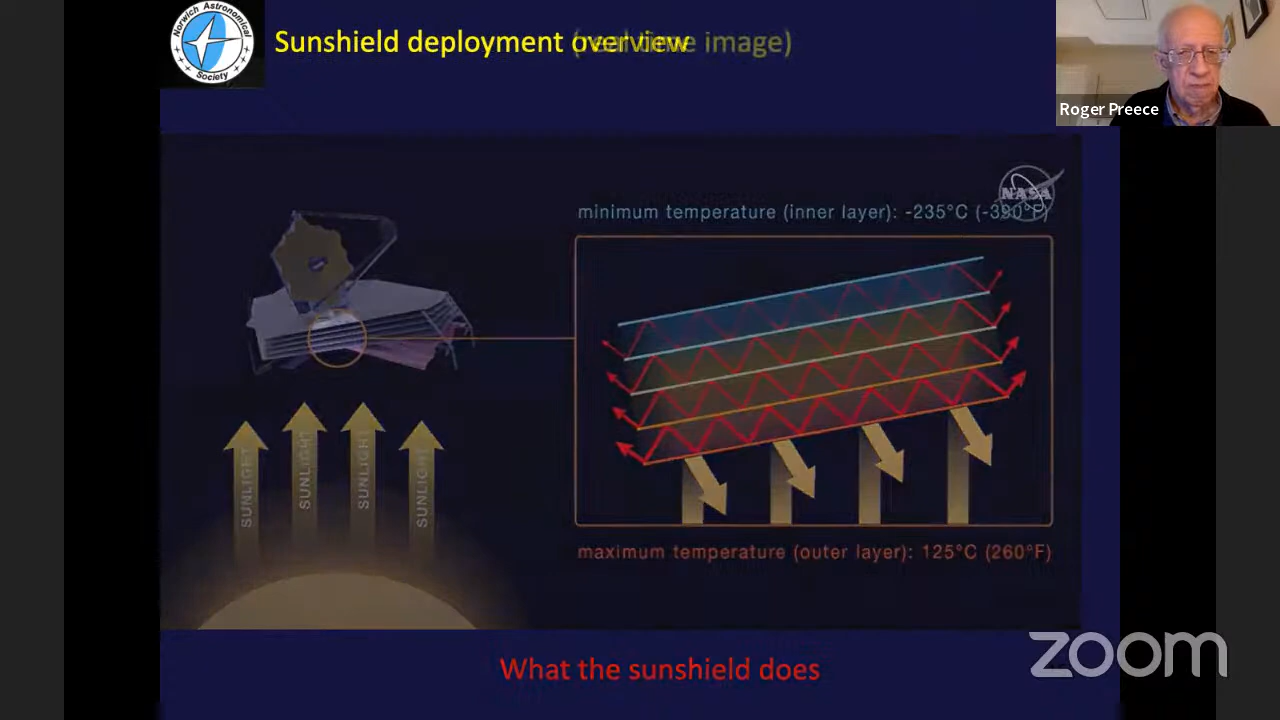 Norwich Astronomical
Society
Sunshield deployment overview
image)
Roger Preece
NASA
minimum temperature (inner layer): -235°C (-390°F)
SUNLIGHT
SUNLIGHT
SUNLIGHT
SUNLIGHT
maximum temperature (outer layer): 125°C (260°F)
What the sunshield does
zoom